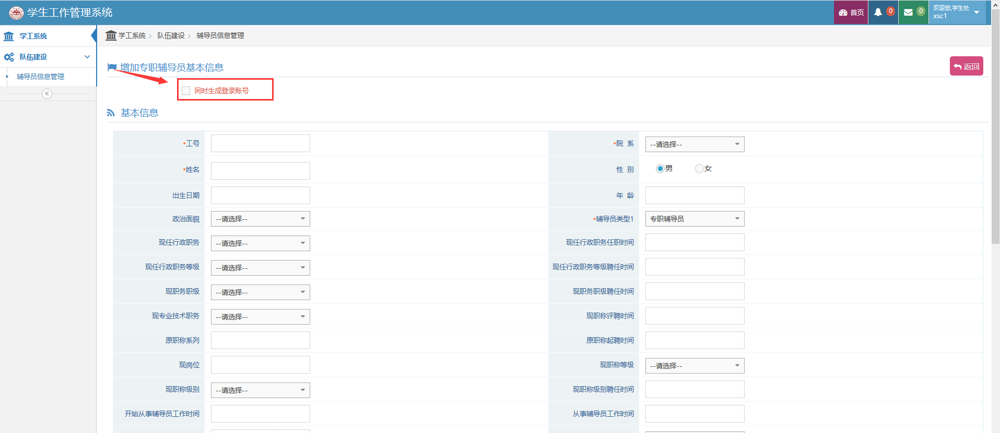 学生工作管理系统
首页
0
0
欢迎您,学生处
xsc1
学工系统
队伍建设
辅导员信息管理
学工系统 > 队伍建设 > 辅导员信息管理
增加专职辅导员基本信息
返回
同时生成登录账号
基本信息
*工号
*院 系 --请选择--
*姓名
性 别 男 女
出生日期
年 龄
政治面貌 --请选择--
*辅导员类型1 专职辅导员
现任行政职务 --请选择--
现任行政职务任职时间
现任行政职务等级 --请选择--
现任行政职务等级聘任时间
现职务职级 --请选择--
现职务职级聘任时间
现专业技术职务 --请选择--
现职称评聘时间
原职称系列
原职称起聘时间
现岗位
现职称等级 --请选择--
现职称级别 --请选择--
现职称级别聘任时间
开始从事辅导员工作时间
从事辅导员工作时间